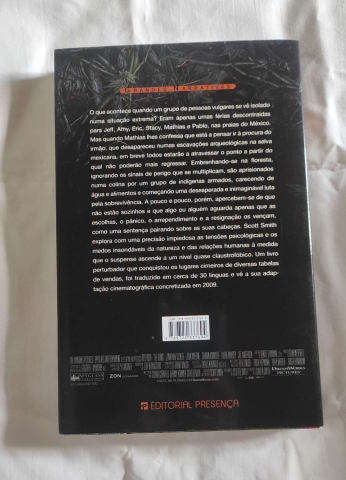 GRANDES NARRATIVAS
O que acontece quando um grupo de pessoas vulgares se vê isolado
numa situação extrema? Eram apenas umas férias descontraídas
para Jeff, Amy, Eric, Stacy, Mathias e Pablo, nas praias do México.
Mas quando Mathias lhes confessa que está a pensar ir à procura do
irmão, que desapareceu numas escavações arqueológicas na selva
mexicana, em breve todos estarão a atravessar o ponto a partir do
qual não poderão mais regressar. Embrenhando-se na floresta,
ignorando os sinais de perigo que se multiplicam, são aprisionados
numa colina por um grupo de indígenas armados, carecendo de
água e alimentos e começando uma desesperada e inimaginável luta
pela sobrevivência. A pouco e pouco, porém, apercebem-se de que
não estão sozinhos e que algo ou alguém aguarda apenas que as
escolhas, o pânico, o arrependimento e a resignação os vençam,
como uma sentença pairando sobre as suas cabeças. Scott Smith
explora com uma precisão impiedosa as tensões psicológicas e os
medos insondáveis da natureza e das relações humanas à medida
que o suspense ascende a um nível quase claustrofóbico. Um livro
perturbador que conquistou os lugares cimeiros de diversas tabelas
de vendas, foi traduzido em cerca de 30 línguas e vê a sua adap-
tação cinematográfica concretizada em 2009.
SPYGLASS
ZON
DREAMWORKS
PICTURES
EDITORIAL PRESENÇA